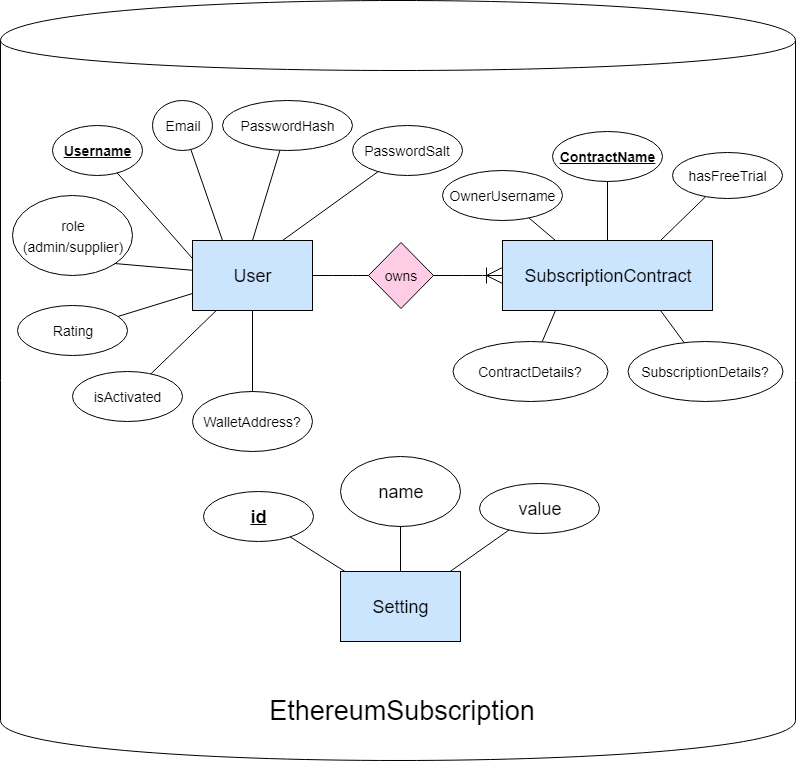 Email
PasswordHash
Username
PasswordSalt
ContractName
hasFreeTrial
OwnerUsername
role
(admin/supplier)
User
owns
SubscriptionContract
Rating
ContractDetails?
SubscriptionDetails?
isActivated
WalletAddress?
name
id
value
Setting
EthereumSubscription